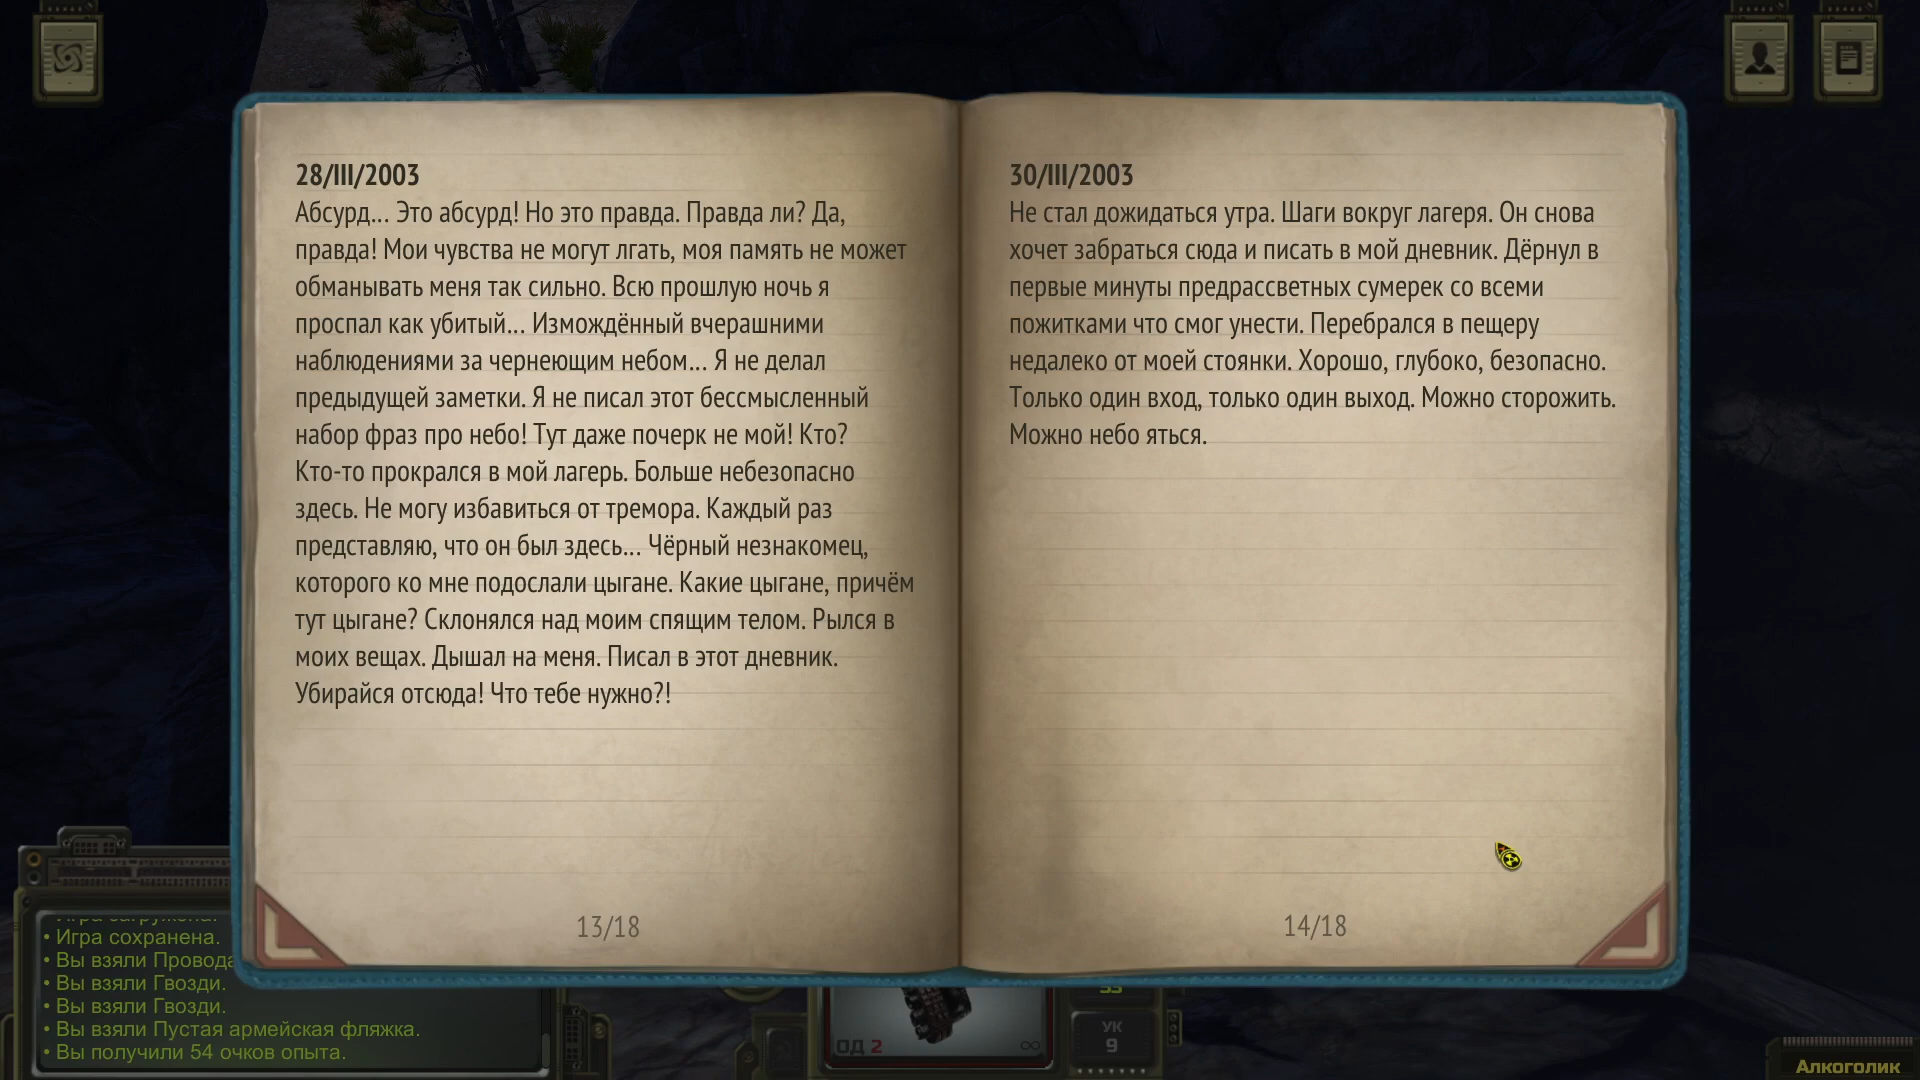 28/III/2003
Абсурд... Это абсурд! Но это правда. Правда ли? Да,
правда! Мои чувства не могут лгать, моя память не может
обманывать меня так сильно. Всю прошлую ночь я
проспал как убитый... Измождённый вчерашними
наблюдениями за чернеющим небом... Я не делал
предыдущей заметки. Я не писал этот бессмысленный
набор фраз про небо! Тут даже почерк не мой! Кто?
Кто-то прокрался в мой лагерь. Больше небезопасно
здесь. Не могу избавиться от тремора. Каждый раз
представляю, что он был здесь... Чёрный незнакомец,
которого ко мне подослали цыгане. Какие цыгане, причём
тут цыгане? Склонялся над моим спящим телом. Рылся в
моих вещах. Дышал на меня. Писал в этот дневник.
Убирайся отсюда! Что тебе нужно?!
13/18
30/III/2003
Не стал дожидаться утра. Шаги вокруг лагеря. Он снова
хочет забраться сюда и писать в мой дневник. Дёрнул в
первые минуты предрассветных сумерек со всеми
пожитками что смог унести. Перебрался в пещеру
недалеко от моей стоянки. Хорошо, глубоко, безопасно.
Только один вход, только один выход. Можно сторожить.
Можно небо яться.
14/18
• Игра загружена.
• Игра сохранена.
• Вы взяли Провода
• Вы взяли Гвозди.
• Вы взяли Гвозди.
• Вы взяли Пустая армейская фляжка.
• Вы получили 54 очков опыта.
ОД 2
∞
УК
9
Алкоголик